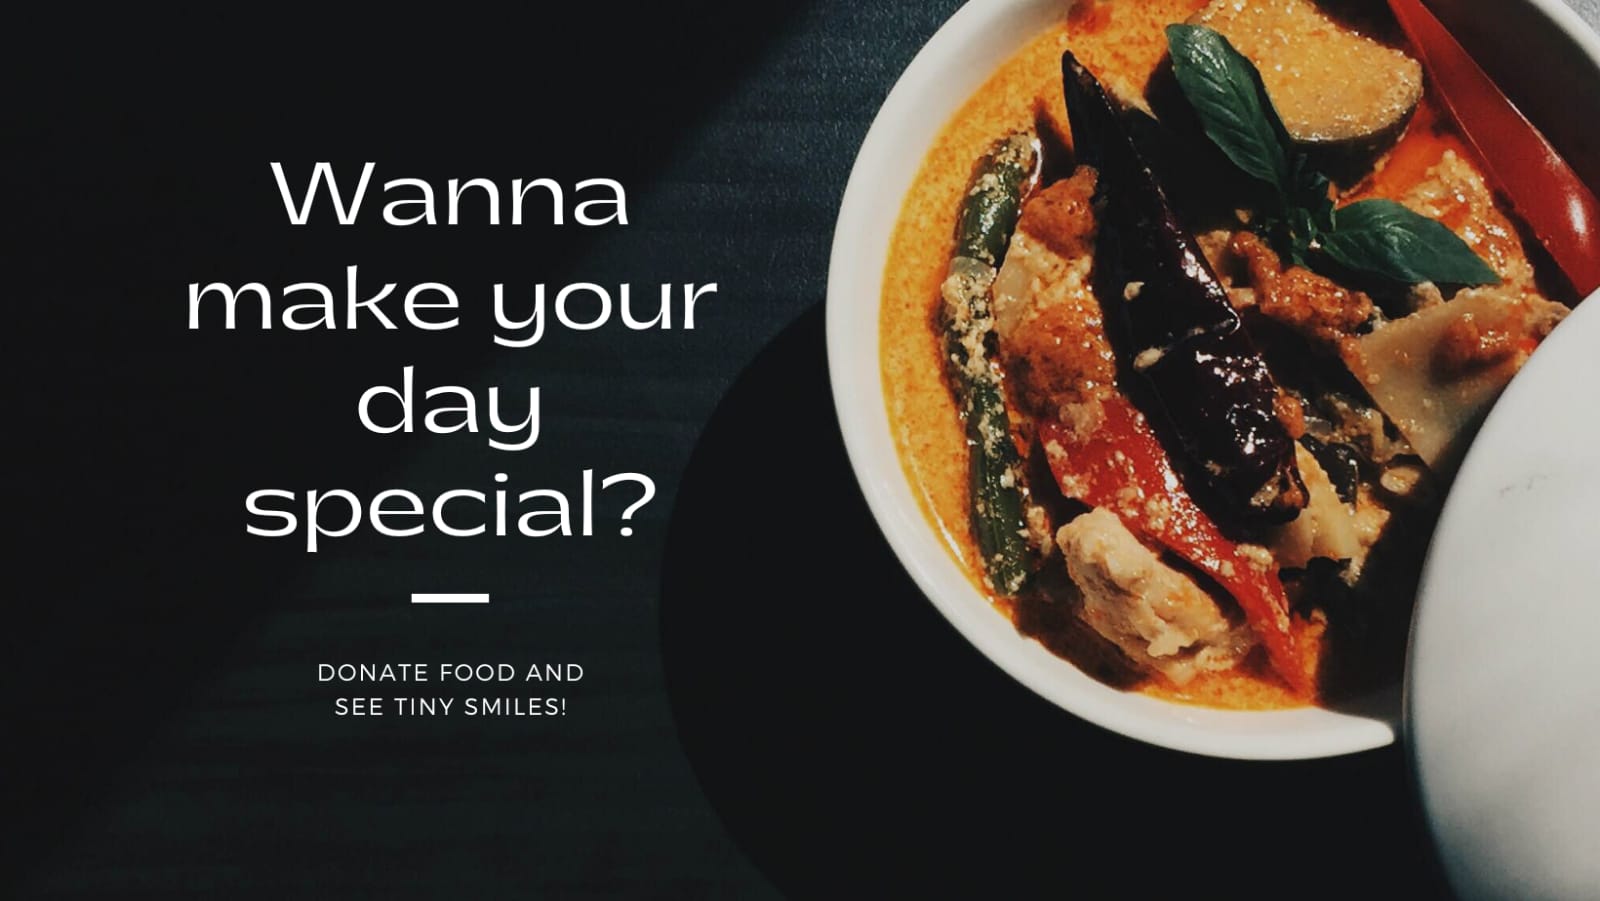 Wanna
make your
day
special?
DONATE FOOD AND
SEE TINY SMILES!